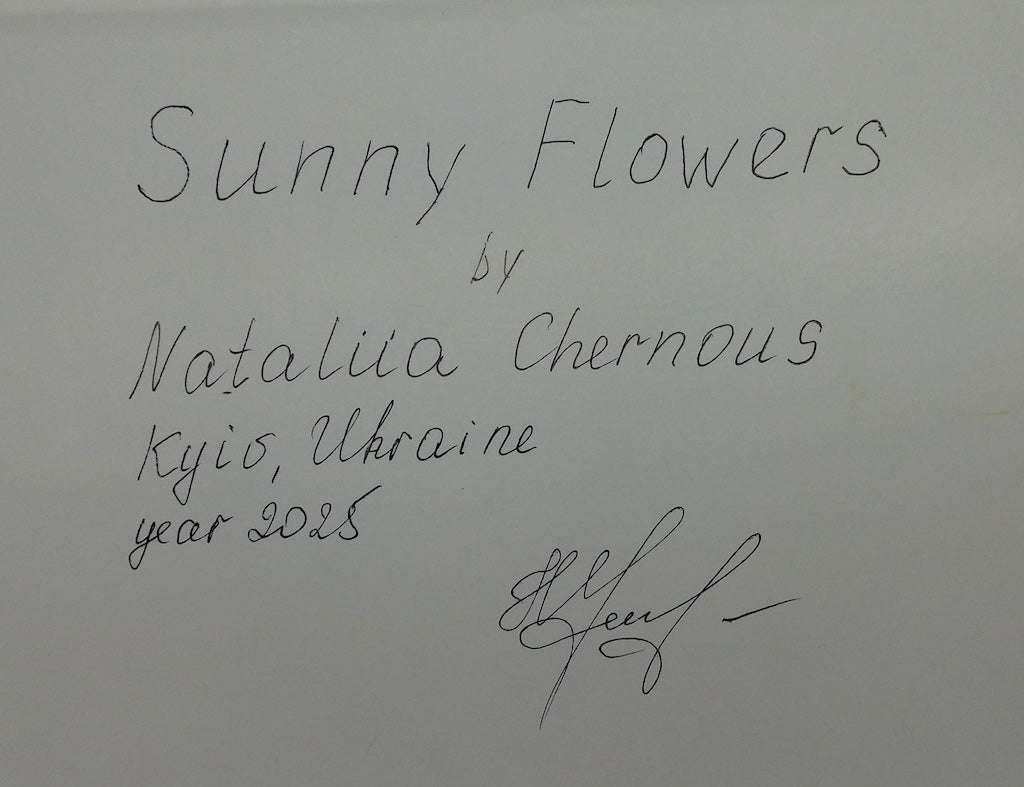 Sunny Flowers
by
Nataliia Chernous
Kyiv, Ukraine
year 2025